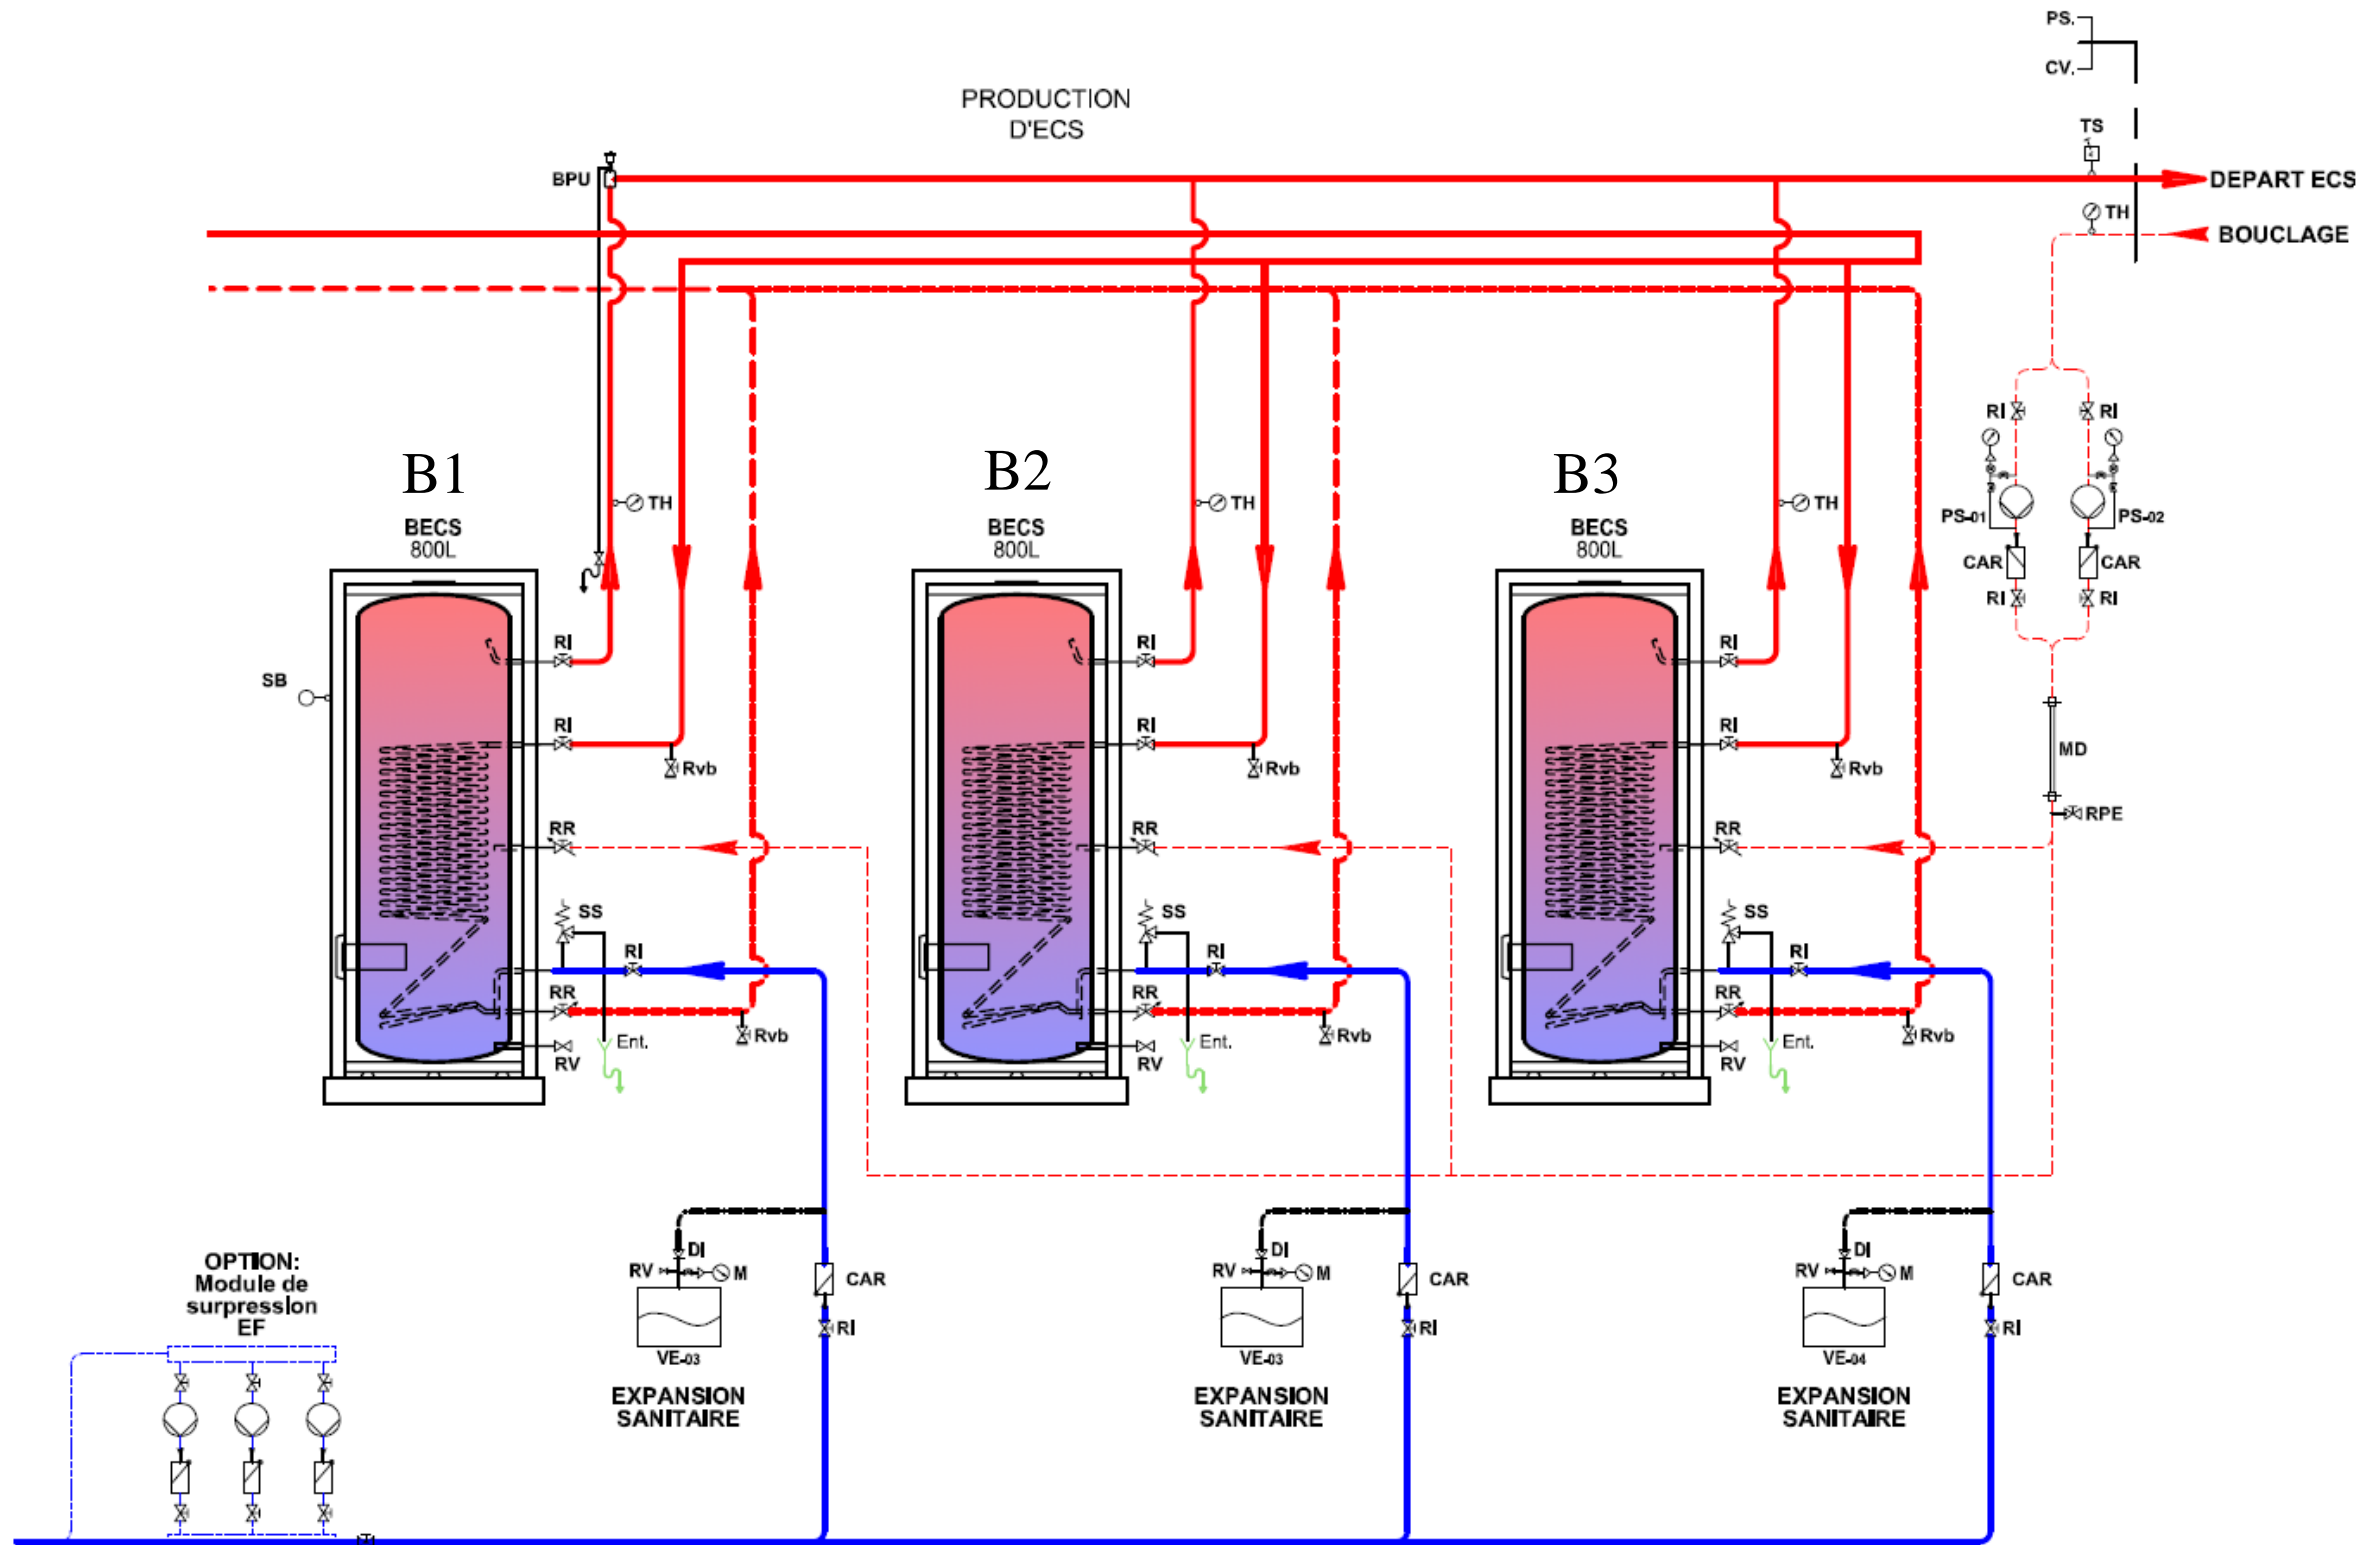 PS.
CV.
PRODUCTION
D'ECS
TS
BPU
DEPART ECS
TH
BOUCLAGE
RI
RI
B1
B2
B3
TH
TH
TH
PS-01
PS-02
BECS
800L
BECS
800L
BECS
800L
CAR
CAR
RI
RI
RI
RI
RI
SB
RI
RI
RI
MD
Rvb
Rvb
Rvb
RPE
RR
RR
RR
SS
SS
SS
RI
RI
RI
RR
RR
RR
Ent.
Rvb
Ent.
Rvb
Ent.
Rvb
RV
RV
RV
OPTION:
Module de
surpression
EF
DI
RV
M
CAR
DI
RV
M
CAR
DI
RV
M
CAR
RI
RI
RI
VE-03
VE-03
VE-04
EXPANSION
SANITAIRE
EXPANSION
SANITAIRE
EXPANSION
SANITAIRE